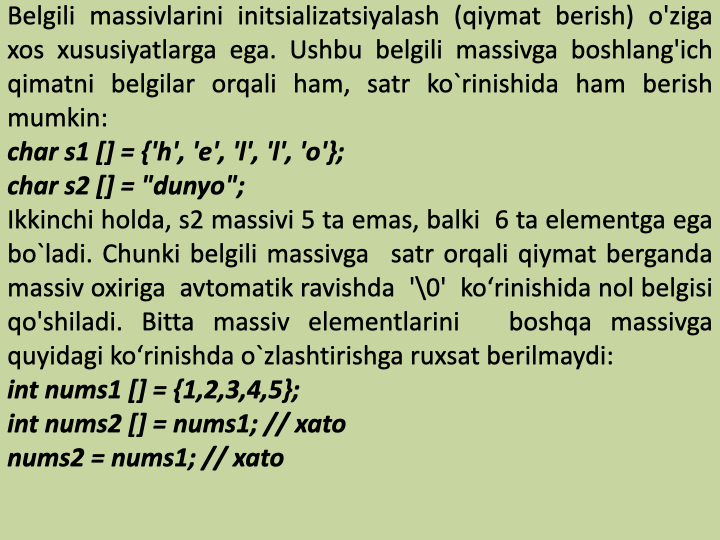 Belgili massivlarini initsializatsiyalash (qiymat berish) o'ziga
xos xususiyatlarga ega. Ushbu belgili massivga boshlang'ich
qimatni belgilar orqali ham, satr ko`rinishida ham berish
mumkin:
char s1 [] = {'h', 'e', 'l', 'l', 'o'};
char s2 [] = "dunyo";
Ikkinchi holda, s2 massivi 5 ta emas, balki 6 ta elementga ega
bo`ladi. Chunki belgili massivga satr orqali qiymat berganda
massiv oxiriga avtomatik ravishda '\0' ko‘rinishida nol belgisi
qo'shiladi. Bitta massiv elementlarini boshqa massivga
quyidagi ko‘rinishda o`zlashtirishga ruxsat berilmaydi:
int nums1 [] = {1,2,3,4,5};
int nums2 [] = nums1; // xato
nums2 = nums1; // xato